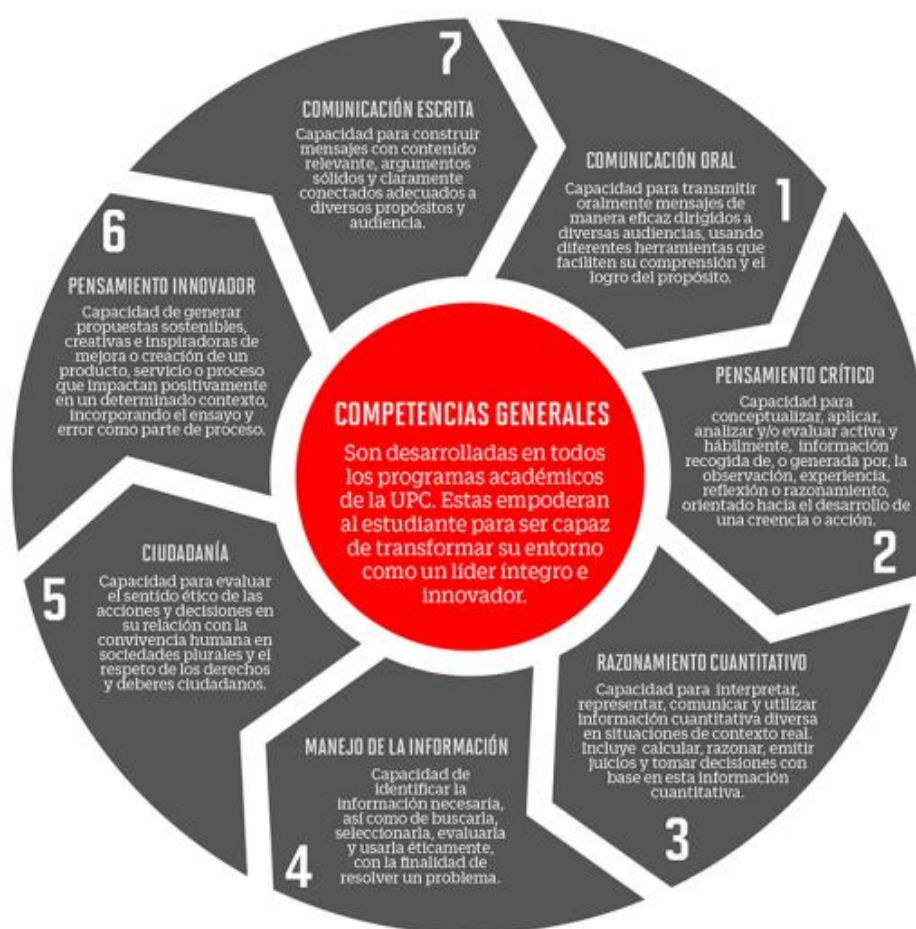 COMPETENCIAS GENERALES
Son desarrolladas en todos
los programas académicos
de la UPC. Estas empoderan
al estudiante para ser capaz
de transformar su entorno
como un líder íntegro e
innovador.
1
COMUNICACIÓN ORAL
Capacidad para transmitir
oralmente mensajes de
manera eficaz dirigidos a
diversas audiencias, usando
diferentes herramientas que
faciliten su comprensión y el
logro del propósito.
2
PENSAMIENTO CRÍTICO
Capacidad para
conceptualizar, aplicar,
analizar y/o evaluar activa y
hábilmente, información
recogida de, o generada por, la
observación, experiencia,
reflexión o razonamiento,
orientado hacia el desarrollo de
una creencia o acción.
3
RAZONAMIENTO CUANTITATIVO
Capacidad para interpretar,
representar, comunicar y utilizar
información cuantitativa diversa
en situaciones de contexto real.
Incluye calcular, razonar, emitir
juicios y tomar decisiones con
base en esta información
cuantitativa.
4
MANEJO DE LA INFORMACIÓN
Capacidad de
identificar la
información necesaria,
así como de buscarla,
seleccionarla, evaluarla
y usarla éticamente,
con la finalidad de
resolver un problema.
5
CIUDADANÍA
Capacidad para evaluar
el sentido ético de las
acciones y decisiones en
su relación con la
convivencia humana en
sociedades plurales y el
respeto de los derechos
y deberes ciudadanos.
6
PENSAMIENTO INNOVADOR
Capacidad de generar
propuestas sostenibles,
creativas e inspiradoras de
mejora o creación de un
producto, servicio o proceso
que impactan positivamente
en un determinado contexto,
incorporando el ensayo y
error como parte de proceso.
7
COMUNICACIÓN ESCRITA
Capacidad para construir
mensajes con contenido
relevante, argumentos
sólidos y claramente
conectados adecuados a
diversos propósitos y
audiencia.